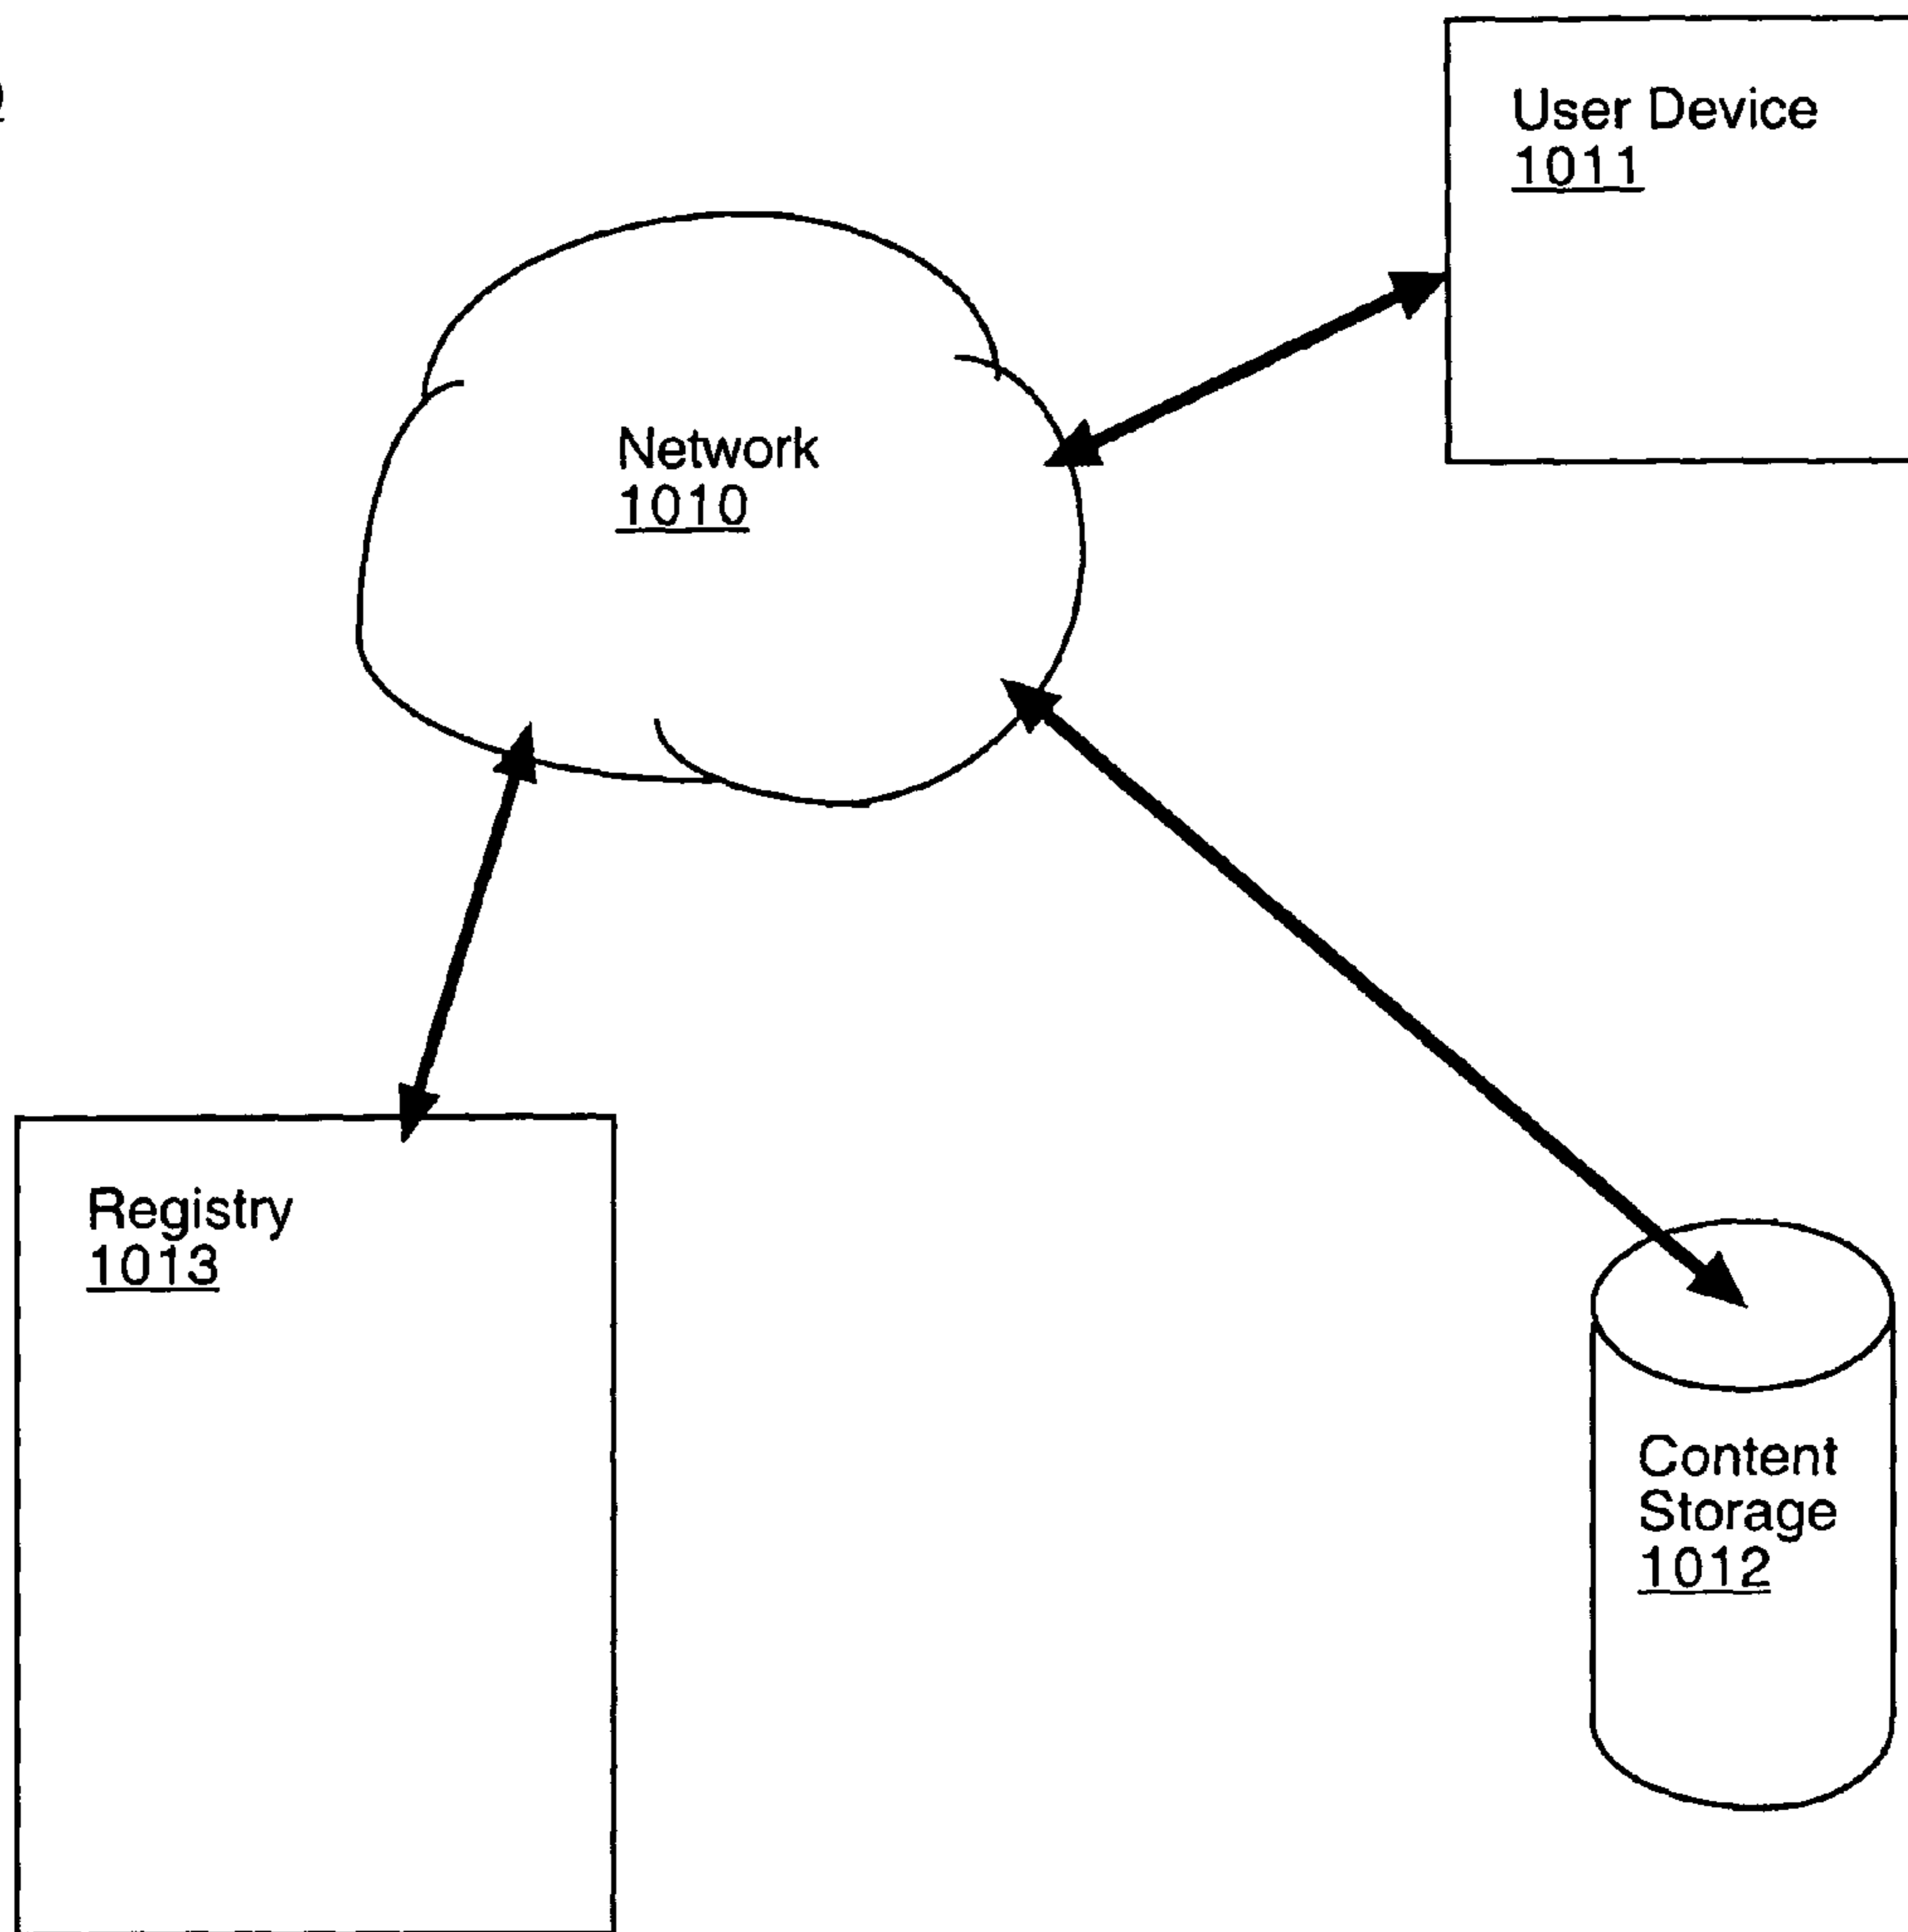 User Device
1011
Network
1010
Registry
1013
Content
Storage
1012